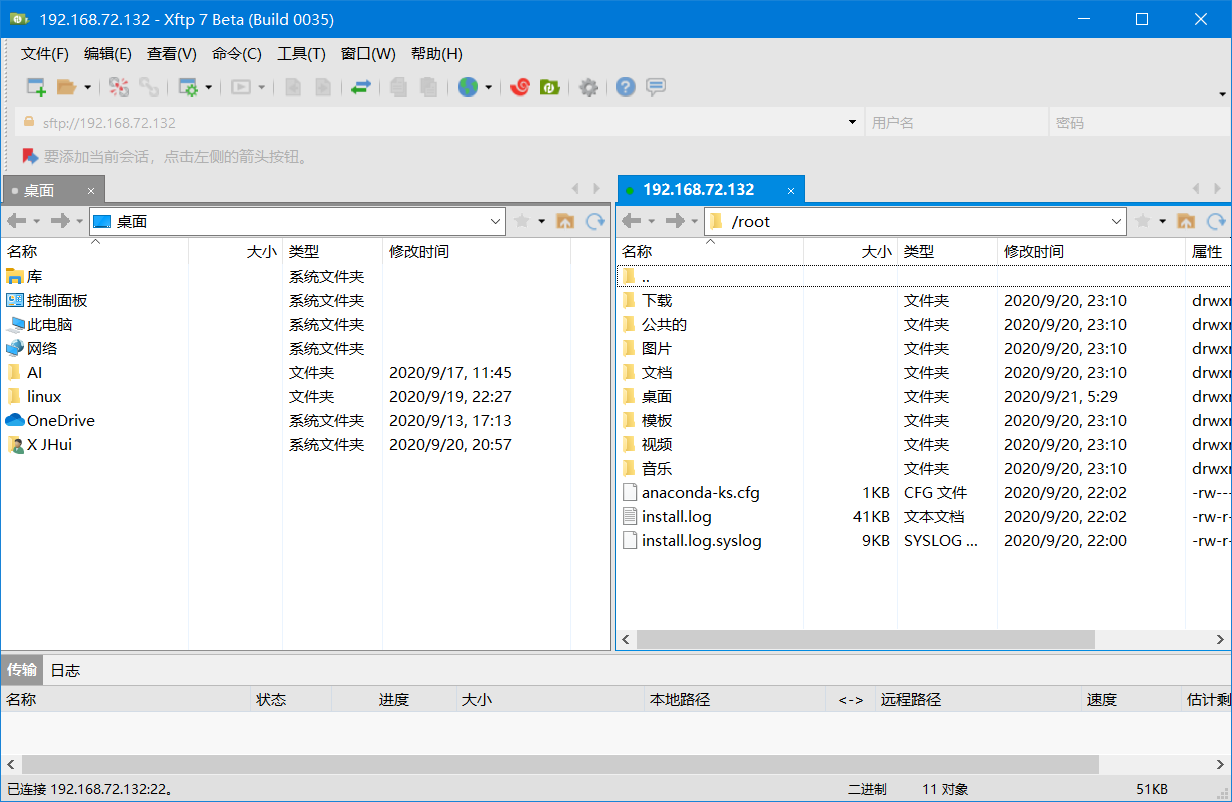 192.168.72.132 - Xftp 7 Beta (Build 0035)
文件(F) 编辑(E) 查看(V) 命令(C) 工具(T) 窗口(W) 帮助(H)
sftp://192.168.72.132 用户名 密码
要添加当前会话，点击左侧的箭头按钮。
桌面 × 192.168.72.132 ×
桌面 /root
名称 大小 类型 修改时间 名称 大小 类型 修改时间 属性
库 系统文件夹 ..
控制面板 系统文件夹 下载 文件夹 2020/9/20, 23:10 drwx
此电脑 系统文件夹 公共的 文件夹 2020/9/20, 23:10 drwx
网络 系统文件夹 图片 文件夹 2020/9/20, 23:10 drwx
AI 文件夹 2020/9/17, 11:45 文档 文件夹 2020/9/20, 23:10 drwx
linux 文件夹 2020/9/19, 22:27 桌面 文件夹 2020/9/21, 5:29 drwx
OneDrive 系统文件夹 2020/9/13, 17:13 模板 文件夹 2020/9/20, 23:10 drwx
X JHui 系统文件夹 2020/9/20, 20:57 视频 文件夹 2020/9/20, 23:10 drwx
音乐 文件夹 2020/9/20, 23:10 drwx
anaconda-ks.cfg 1KB CFG 文件 2020/9/20, 22:02 -rw---
install.log 41KB 文本文档 2020/9/20, 22:02 -rw-r-
install.log.syslog 9KB SYSLOG ... 2020/9/20, 22:00 -rw-r-
传输 日志
名称 状态 进度 大小 本地路径 <-> 远程路径 速度 估计剩
已连接 192.168.72.132:22。 二进制 11 对象 51KB